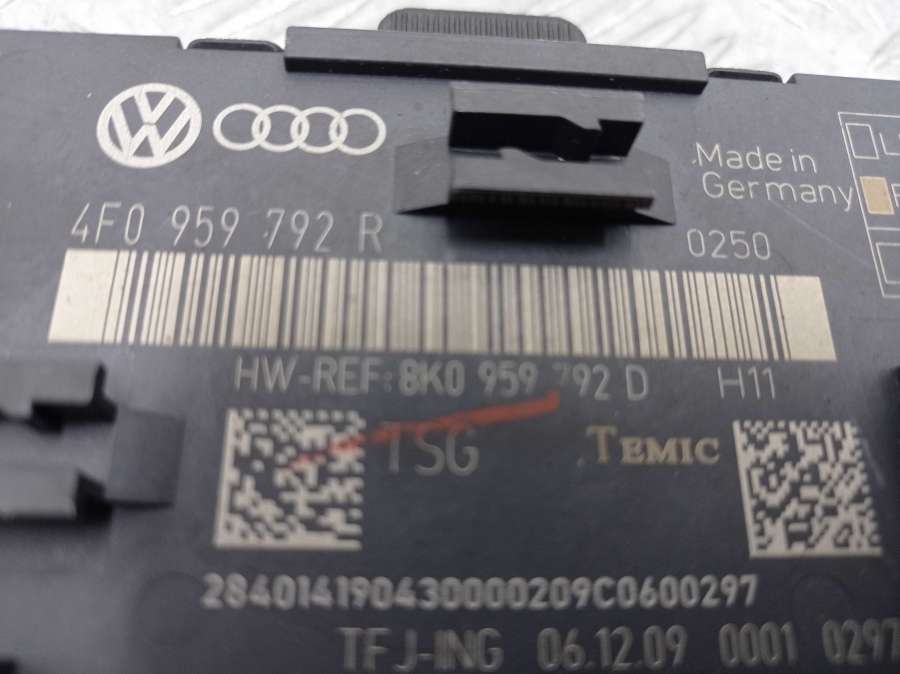 Made in
Germany
4F0 959 792 R
0250
HW-REF: 8K0 959 792 D H11
TSG
TEMIC
284014190430000209C0600297
TFJ-ING 06.12.09 0001 0297